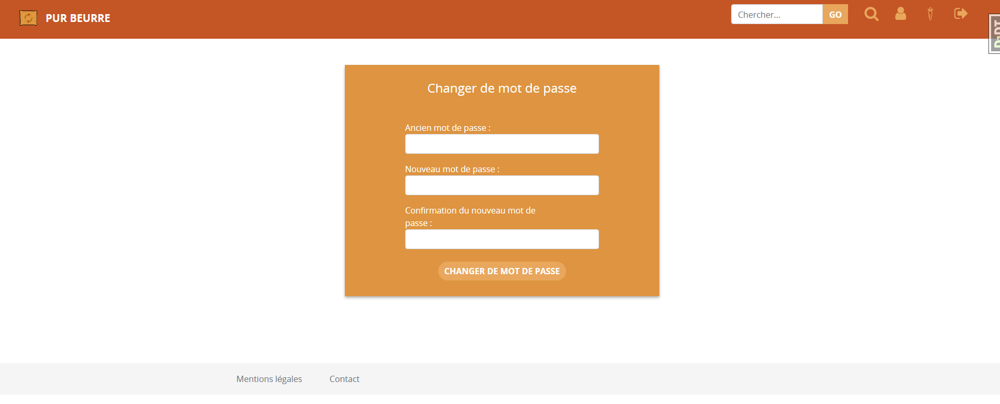 PUR BEURRE
Chercher...
GO
DjDT
Changer de mot de passe
Ancien mot de passe :
Nouveau mot de passe :
Confirmation du nouveau mot de
passe :
CHANGER DE MOT DE PASSE
Mentions légales
Contact